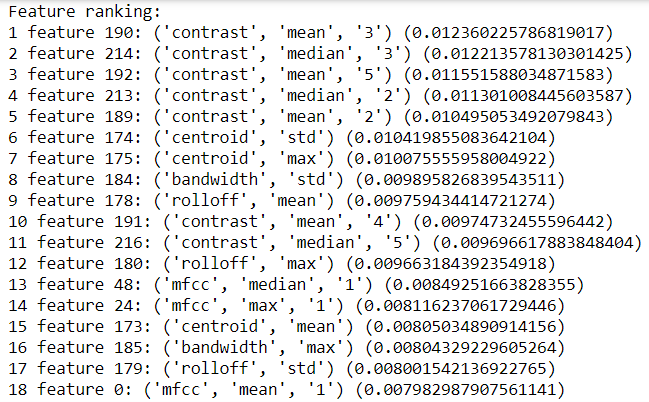 Feature ranking:
1 feature 190: ('contrast', 'mean', '3') (0.012360225786819017)
2 feature 214: ('contrast', 'median', '3') (0.012213578130301425)
3 feature 192: ('contrast', 'mean', '5') (0.011551588034871583)
4 feature 213: ('contrast', 'median', '2') (0.011301008445603587)
5 feature 189: ('contrast', 'mean', '2') (0.010495053492079843)
6 feature 174: ('centroid', 'std') (0.010419855083642104)
7 feature 175: ('centroid', 'max') (0.010075555958004922)
8 feature 184: ('bandwidth', 'std') (0.009895826839543511)
9 feature 178: ('rolloff', 'mean') (0.009759434414721274)
10 feature 191: ('contrast', 'mean', '4') (0.00974732455596442)
11 feature 216: ('contrast', 'median', '5') (0.009696617883848404)
12 feature 180: ('rolloff', 'max') (0.009663184392354918)
13 feature 48: ('mfcc', 'median', '1') (0.00849251663828355)
14 feature 24: ('mfcc', 'max', '1') (0.008116237061729446)
15 feature 173: ('centroid', 'mean') (0.00805034890914156)
16 feature 185: ('bandwidth', 'max') (0.00804329229605264)
17 feature 179: ('rolloff', 'std') (0.008001542136922765)
18 feature 0: ('mfcc', 'mean', '1') (0.007982987907561141)